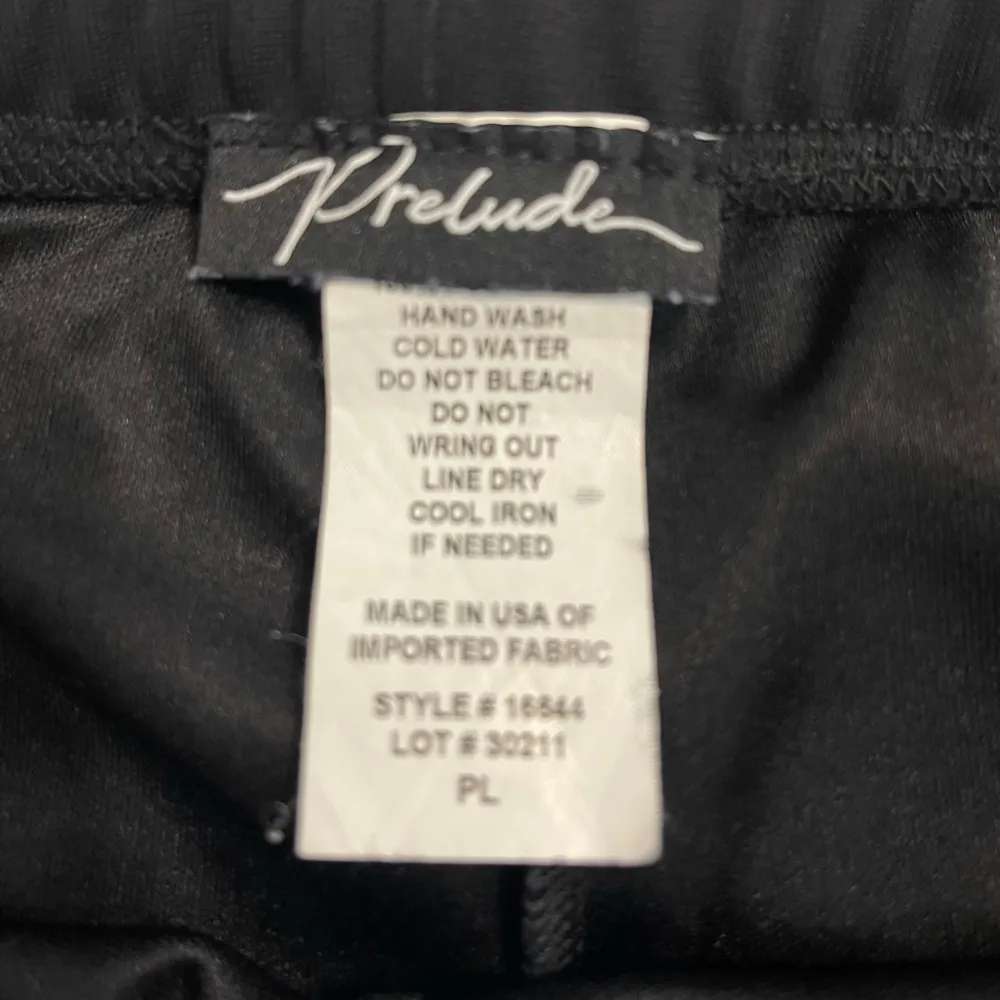 Prelude
HAND WASH
COLD WATER
DO NOT BLEACH
DO NOT
WRING OUT
LINE DRY
COOL IRON
IF NEEDED
MADE IN USA OF
IMPORTED FABRIC
STYLE #
LOT # 30211
PL